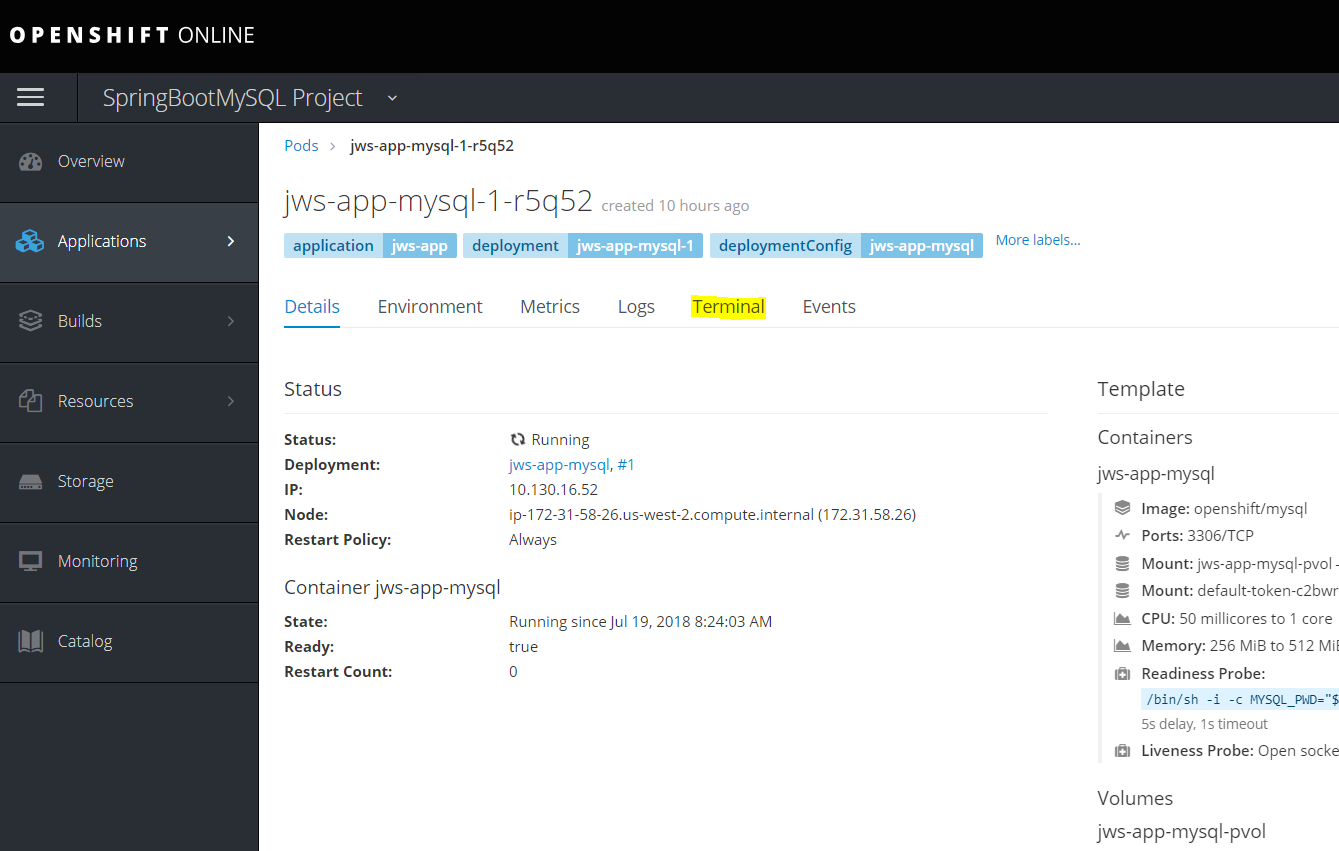 OPENSHIFT ONLINE
SpringBootMySQL Project
Overview
Applications
Builds
Resources
Storage
Monitoring
Catalog
Pods > jws-app-mysql-1-r5q52
jws-app-mysql-1-r5q52 created 10 hours ago
application jws-app deployment jws-app-mysql-1 deploymentConfig jws-app-mysql More labels...
Details Environment Metrics Logs Terminal Events
Status
Status: Running
Deployment: jws-app-mysql, #1
IP: 10.130.16.52
Node: ip-172-31-58-26.us-west-2.compute.internal (172.31.58.26)
Restart Policy: Always
Container jws-app-mysql
State: Running since Jul 19, 2018 8:24:03 AM
Ready: true
Restart Count: 0
Template
Containers
jws-app-mysql
Image: openshift/mysql
Ports: 3306/TCP
Mount: jws-app-mysql-pvol -
Mount: default-token-c2bwr
CPU: 50 millicores to 1 core
Memory: 256 MiB to 512 MiB
Readiness Probe:
/bin/sh -i -c MYSQL_PWD="$
5s delay, 1s timeout
Liveness Probe: Open socke
Volumes
jws-app-mysql-pvol